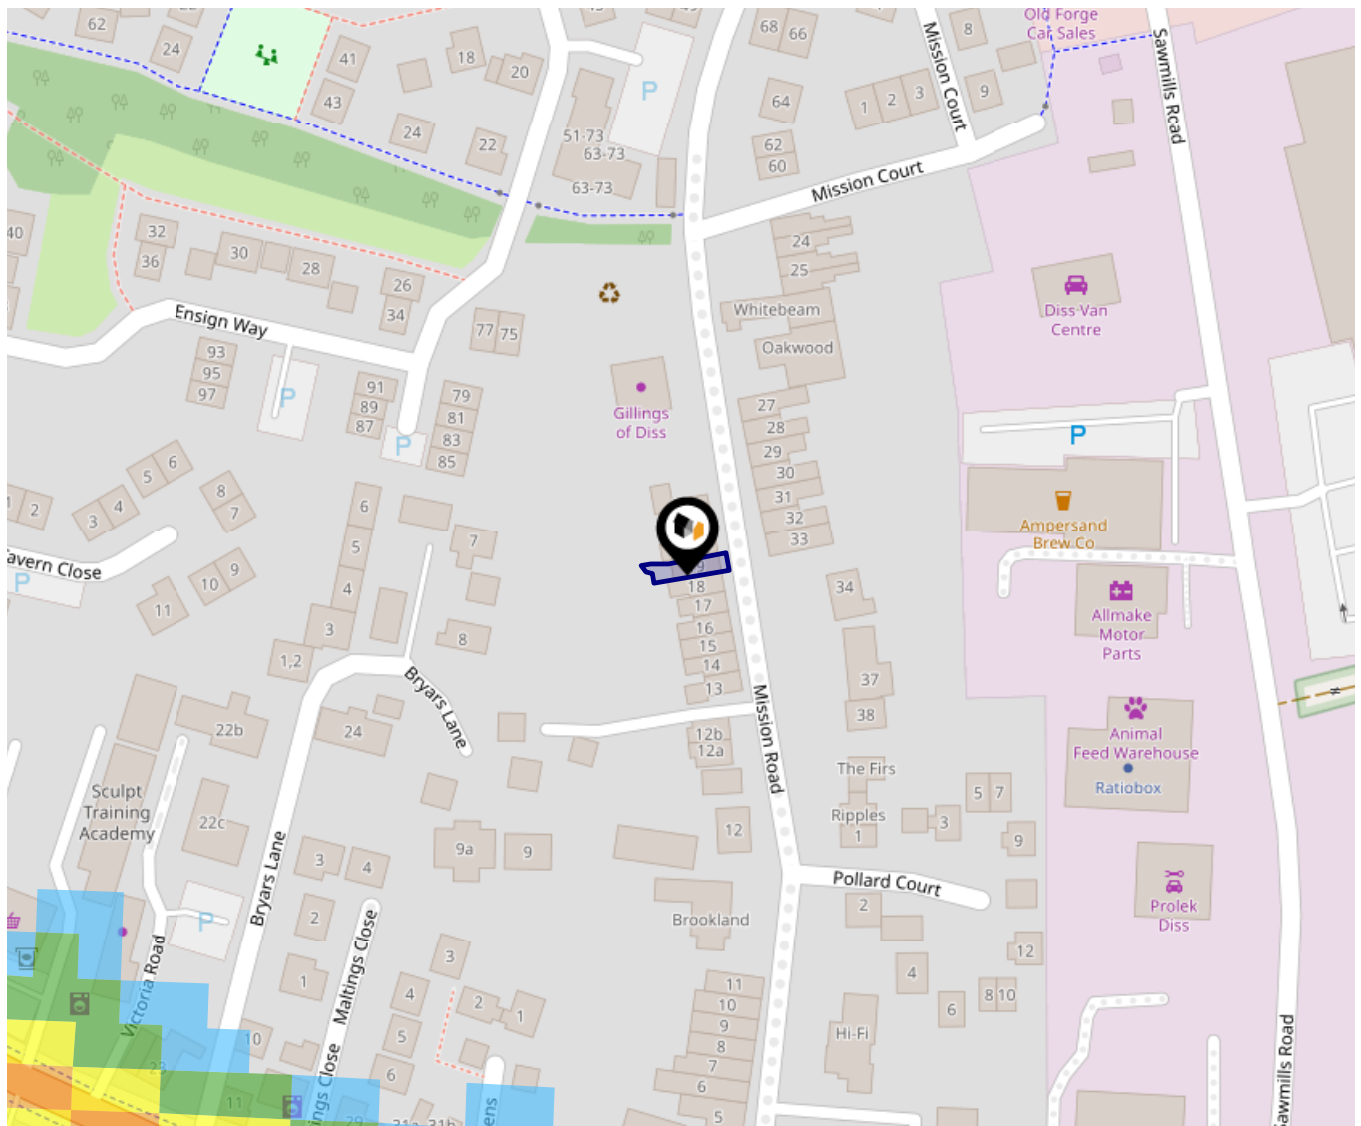 62
24
41
43
18
20
24
22
P
51-73
63-73
63-73
68
66
64
62
60
Mission Court
8
1
2
3
9
Old Forge
Car Sales
Sawmills Road
Mission Court
40
32
36
30
28
26
34
24
25
Whitebeam
Oakwood
Diss Van
Centre
Ensign Way
77
75
93
95
97
P
91
89
87
79
81
83
85
P
Gillings
of Diss
27
28
29
30
31
32
33
P
Ampersand
Brew Co
5
6
3
4
2
8
7
6
5
4
3
1,2
7
8
Tavern Close
P
10
9
11
18
17
16
15
14
13
34
37
38
Allmake
Motor
Parts
Bryars Lane
22b
24
12b
12a
12
Mission Road
The Firs
Ripples
1
5
7
3
9
Animal
Feed Warehouse
Ratiobox
Sculpt
Training
Academy
22c
9a
9
Bryars Lane
3
4
2
1
Pollard Court
2
Brookland
Prolek
Diss
P
Victoria Road
Maltings Close
3
4
2
1
5
6
11
10
9
8
7
6
5
4
6
8
10
12
Hi-Fi
10
11
Sawmills Road